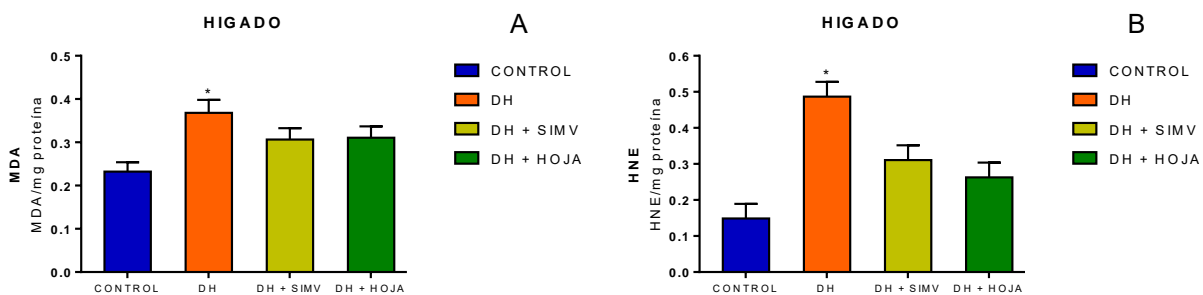 HIGADO
A
0.5
0.4
0.3
0.2
0.1
0.0
MDA
MDA/mg proteína
*
CONTROL
DH
DH + SIMV
DH + HOJA
CONTROL
DH
DH + SIMV
DH + HOJA
HIGADO
B
0.6
0.5
0.4
0.3
0.2
0.1
0.0
HNE
HNE/mg proteína
*
CONTROL
DH
DH + SIMV
DH + HOJA
CONTROL
DH
DH + SIMV
DH + HOJA